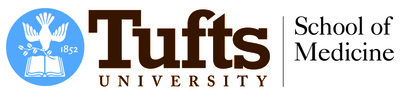 1852
Tufts
UNIVERSITY
School of
Medicine